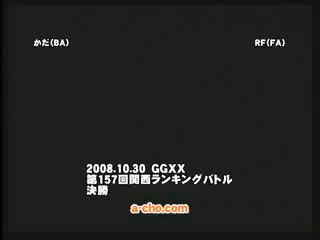 かだ(BA)
RF(FA)
2008.10.30 GGXX
第157回関西ランキングバトル
決勝
a-cho.com